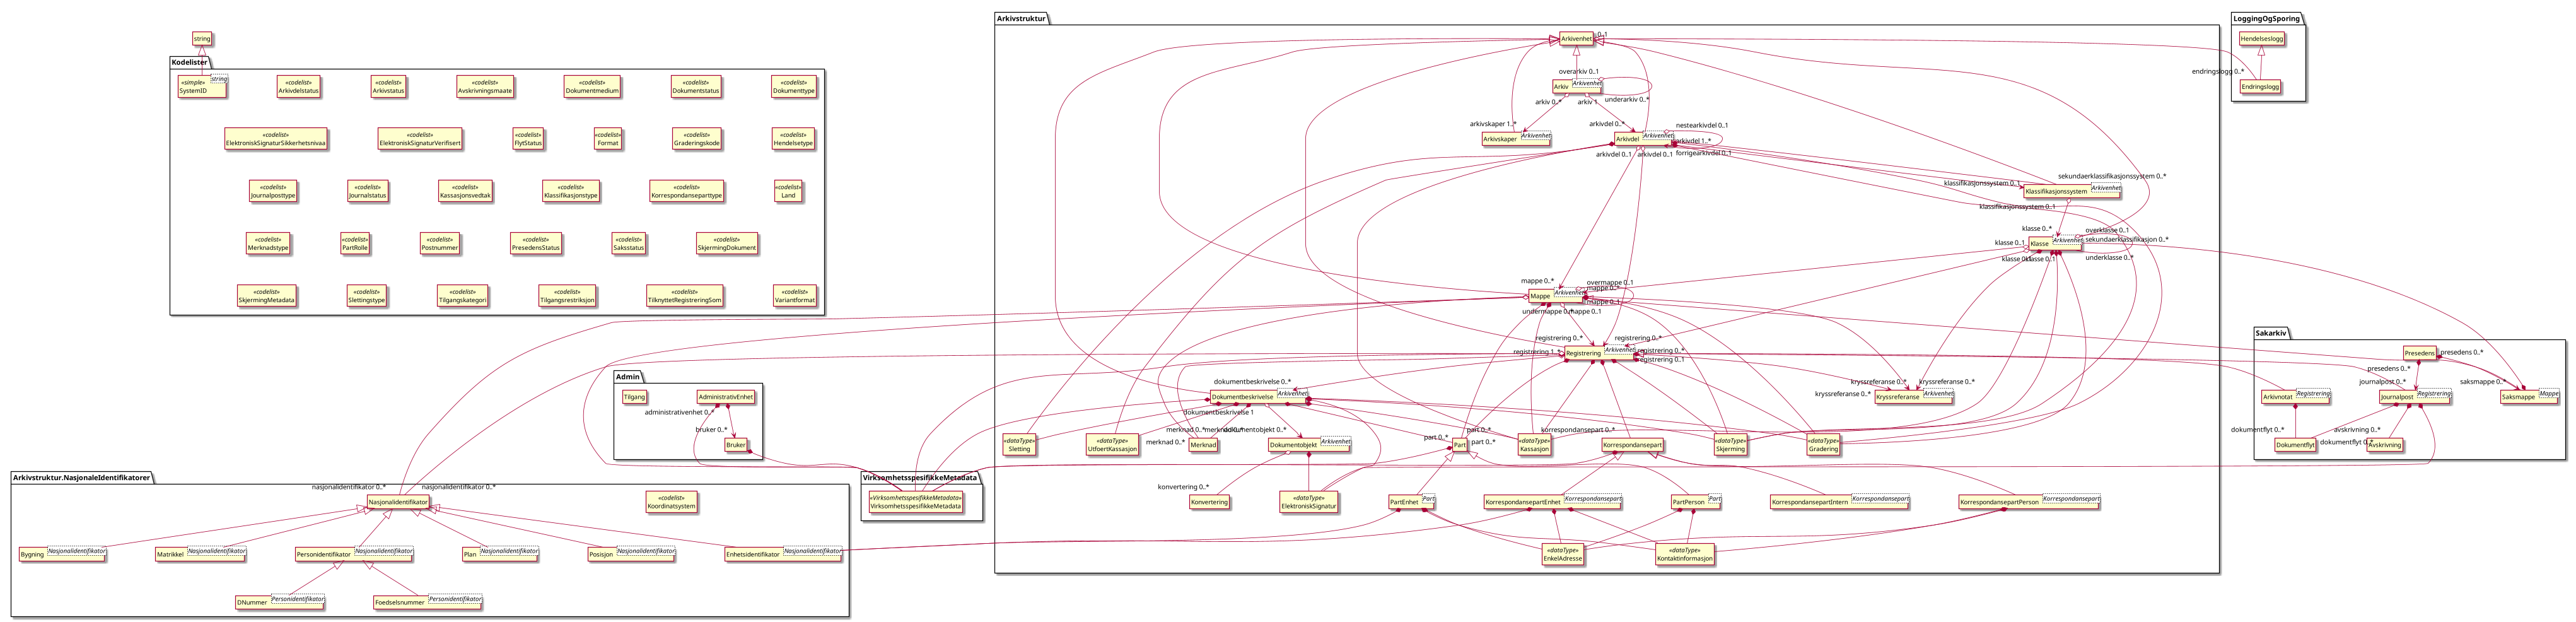 string
Kodelister
«simple» string
SystemID
«codelist»
Arkivdelstatus
«codelist»
Arkivstatus
«codelist»
Avskrivningsmaate
«codelist»
Dokumentmedium
«codelist»
Dokumentstatus
«codelist»
Dokumenttype
«codelist»
ElektroniskSignaturSikkerhetsnivaa
«codelist»
ElektroniskSignaturVerifisert
«codelist»
FlytStatus
«codelist»
Format
«codelist»
Graderingskode
«codelist»
Hendelsetype
«codelist»
Journalposttype
«codelist»
Journalstatus
«codelist»
Kassasjonsvedtak
«codelist»
Klassifikasjonstype
«codelist»
Korrespondanseparttype
«codelist»
Land
«codelist»
Merknadstype
«codelist»
PartRolle
«codelist»
Postnummer
«codelist»
PresedensStatus
«codelist»
Saksstatus
«codelist»
SkjermingDokument
«codelist»
SkjermingMetadata
«codelist»
Slettingstype
«codelist»
Tilgangskategori
«codelist»
Tilgangsrestriksjon
«codelist»
TilknyttetRegistreringSom
«codelist»
Variantformat
Arkivstruktur
Arkivenhet
0..1
overarkiv 0..1
Arkiv Arkivenhet
underarkiv 0..*
arkiv 0..*
arkiv 1
arkivskaper 1..*
Arkivskaper Arkivenhet
arkivdel 0..*
nestearkivdel 0..1
Arkivdel Arkivenhet
arkivdel 1..*
forrigearkivdel 0..1
arkivdel 0..1
arkivdel 0..1
sekundaerklassifikasjonssystem 0..*
klassifikasjonssystem 0..1
Klassifikasjonssystem Arkivenhet
klassifikasjonssystem 0..1
klasse 0..*
overklasse 0..1
klasse 0..1
Klasse Arkivenhet
sekundaerklassifikasjon 0..*
underklasse 0..*
klasse 0..1
mappe 0..*
overmappe 0..1
Mappe Arkivenhet
mappe 0..*
mappe 0..1
undermappe 0..*
mappe 0..1
registrering 0..*
registrering 0..*
registrering 1..*
Registrering Arkivenhet
registrering 0..*
registrering 0..1
dokumentbeskrivelse 0..*
Dokumentbeskrivelse Arkivenhet
dokumentbeskrivelse 1
kryssreferanse 0..*
kryssreferanse 0..*
kryssreferanse 0..*
Kryssreferanse Arkivenhet
merknad 0..*
merknad 0..*
dokumentobjekt 0..*
part 0..*
part 0..*
part 0..*
korrespondansepart 0..*
«dataType»
Sletting
«dataType»
UtfoertKassasjon
Merknad
Dokumentobjekt Arkivenhet
Part
«dataType»
Kassasjon
Korrespondansepart
«dataType»
Skjerming
«dataType»
Gradering
konvertering 0..*
Konvertering
«dataType»
ElektroniskSignatur
PartEnhet Part
KorrespondansepartEnhet Korrespondansepart
PartPerson Part
KorrespondansepartIntern Korrespondansepart
KorrespondansepartPerson Korrespondansepart
«dataType»
EnkelAdresse
«dataType»
Kontaktinformasjon
LoggingOgSporing
Hendelseslogg
endringslogg 0..*
Endringslogg
Sakarkiv
Presedens
presedens 0..*
presedens 0..*
journalpost 0..*
saksmappe 0..*
Arkivnotat Registrering
Journalpost Registrering
Saksmappe Mappe
dokumentflyt 0..*
dokumentflyt 0..*
avskrivning 0..*
Dokumentflyt
Avskrivning
Admin
Tilgang
AdministrativEnhet
administrativenhet 0..*
bruker 0..*
Bruker
VirksomhetsspesifikkeMetadata
«VirksomhetsspesifikkeMetadata»
VirksomhetsspesifikkeMetadata
Arkivstruktur.NasjonaleIdentifikatorer
nasjonalidentifikator 0..*
nasjonalidentifikator 0..*
Nasjonalidentifikator
«codelist»
Koordinatsystem
Bygning Nasjonalidentifikator
Matrikkel Nasjonalidentifikator
Personidentifikator Nasjonalidentifikator
Plan Nasjonalidentifikator
Posisjon Nasjonalidentifikator
Enhetsidentifikator Nasjonalidentifikator
DNummer Personidentifikator
Foedselsnummer Personidentifikator